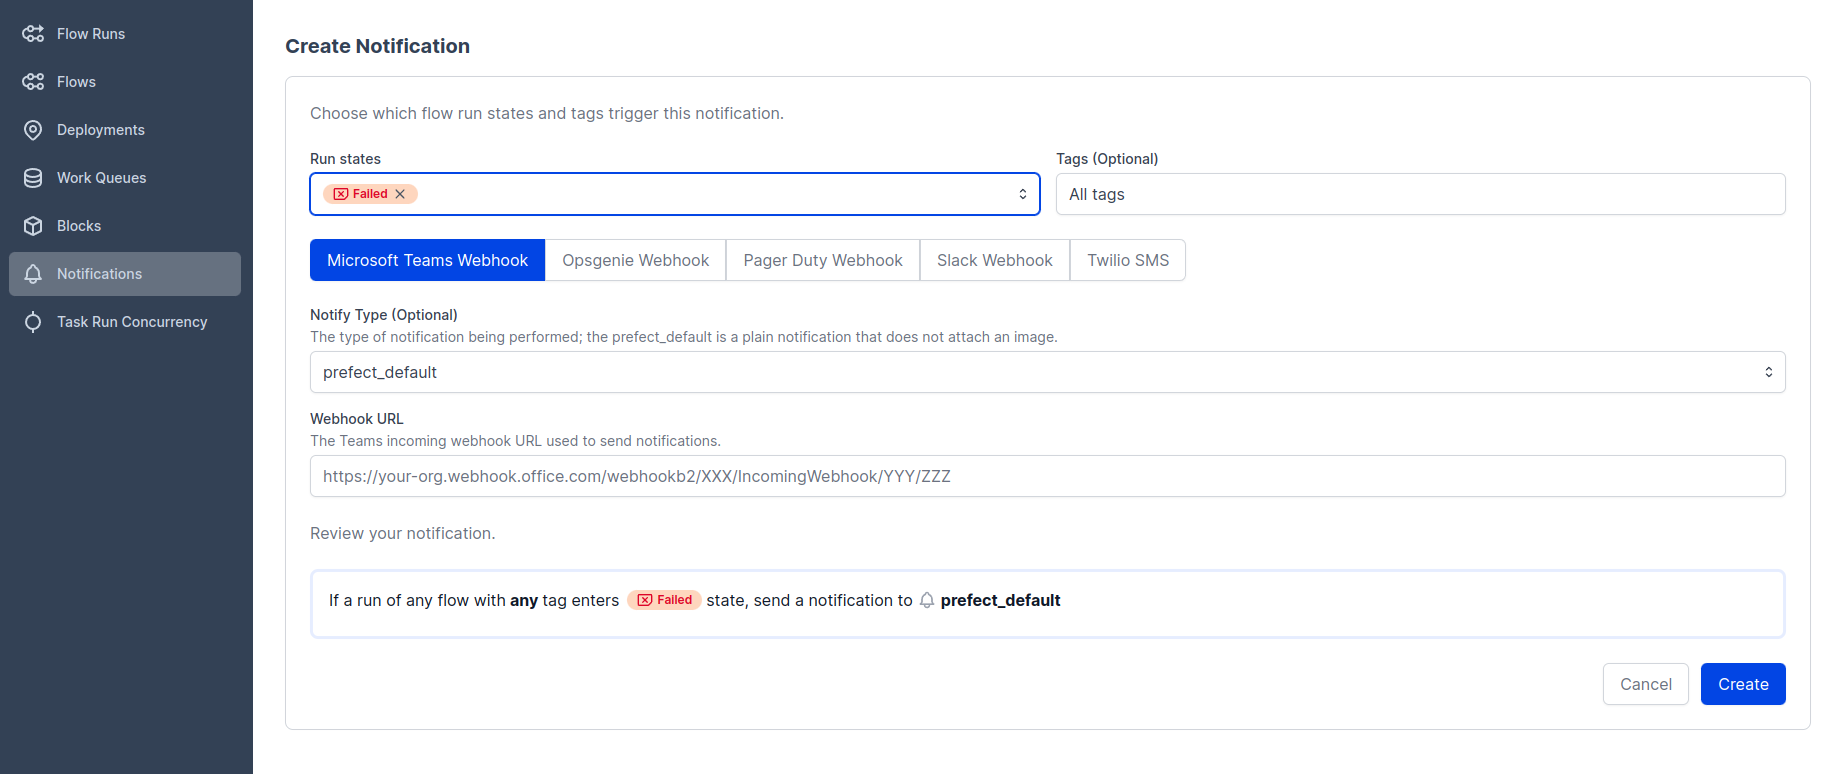 Flow Runs
Flows
Deployments
Work Queues
Blocks
Notifications
Task Run Concurrency
Create Notification
Choose which flow run states and tags trigger this notification.
Run states
Failed
Tags (Optional)
All tags
Microsoft Teams Webhook
Opsgenie Webhook
Pager Duty Webhook
Slack Webhook
Twilio SMS
Notify Type (Optional)
The type of notification being performed; the prefect_default is a plain notification that does not attach an image.
prefect_default
Webhook URL
The Teams incoming webhook URL used to send notifications.
https://your-org.webhook.office.com/webhookb2/XXX/IncomingWebhook/YYY/ZZZ
Review your notification.
If a run of any flow with any tag enters Failed state, send a notification to prefect_default
Cancel
Create